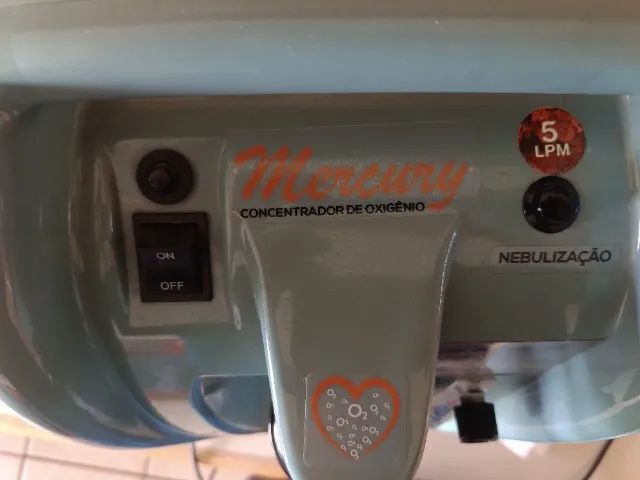 5
LPM
Mercury
CONCENTRADOR DE OXIGÊNIO
NEBULIZAÇÃO
ON
OFF
O₂